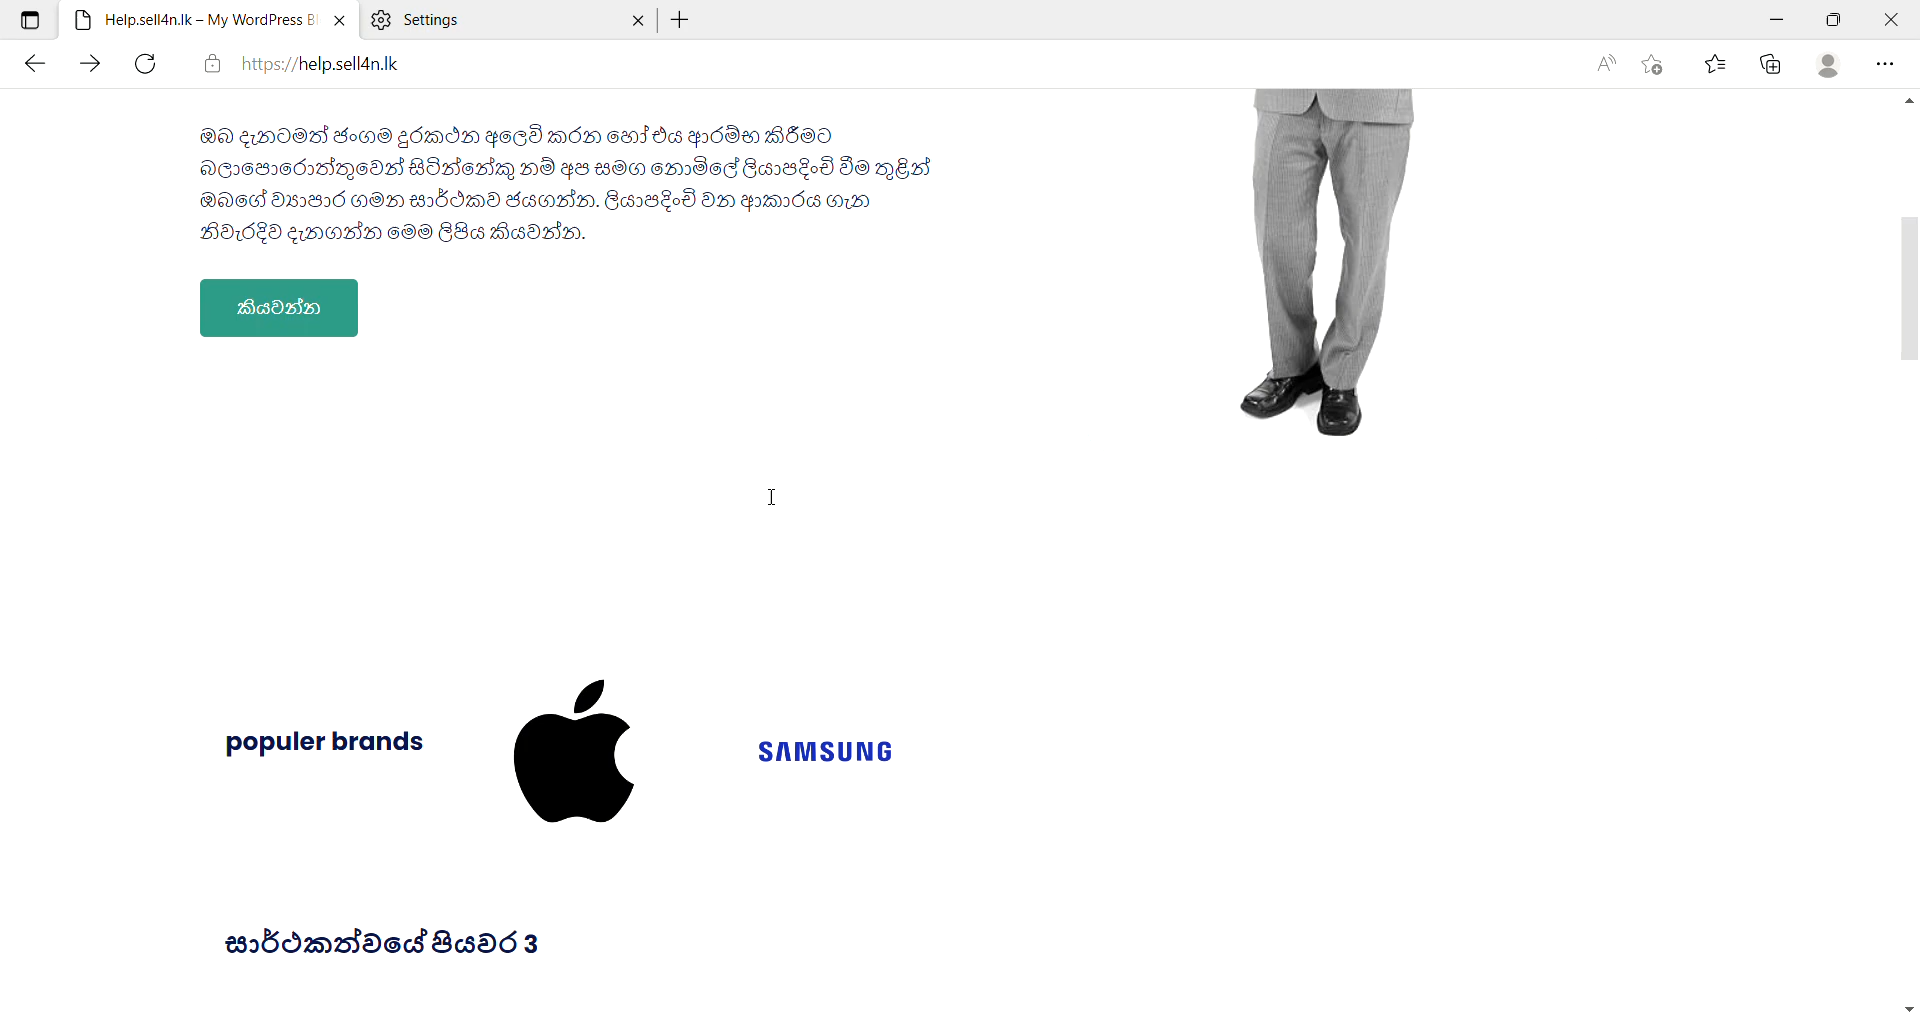 Help.sell4n.lk – My WordPress B
Settings
https://help.sell4n.lk
ඔබ දැනටමත් ජංගම දුරකථන අලෙවි කරන හෝ එය ආරම්භ කිරීමට
බලාපොරොත්තුවෙන් සිටින්නේකු නම් අප සමග නොමිලේ ලියාපදිංචි වීම තුළින්
ඔබගේ ව්‍යාපාර ගමන සාර්ථකව ජයගන්න. ලියාපදිංචි වන ආකාරය ගැන
නිවැරදිව දැනගන්න මෙම ලිපිය කියවන්න.
කියවන්න
populer brands
SAMSUNG
සාර්ථකත්වයේ පියවර 3